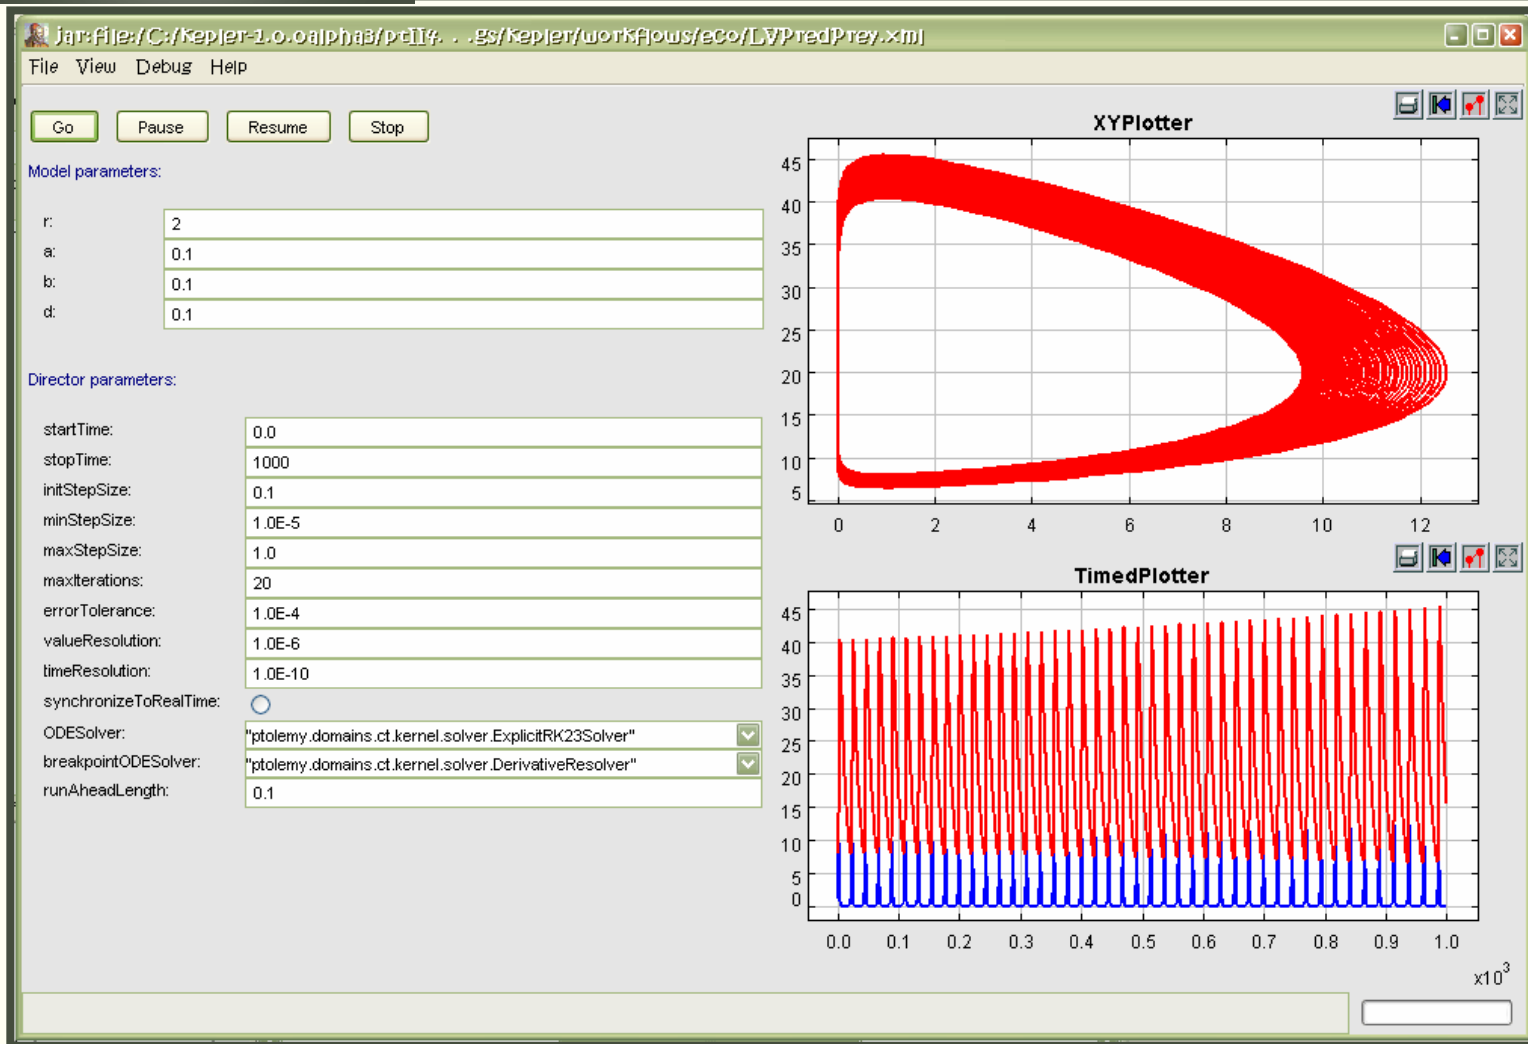 jar:file:/C:/Kepler-1.0.0alpha3/ptII4. . .gs/kepler/workflows/eco/LVPredPrey.xml
File View Debug Help
Go Pause Resume Stop
Model parameters:
r: 2
a: 0.1
b: 0.1
d: 0.1
Director parameters:
startTime: 0.0
stopTime: 1000
initStepSize: 0.1
minStepSize: 1.0E-5
maxStepSize: 1.0
maxIterations: 20
errorTolerance: 1.0E-4
valueResolution: 1.0E-6
timeResolution: 1.0E-10
synchronizeToRealTime:
ODESolver: "ptolemy.domains.ct.kernel.solver.ExplicitRK23Solver"
breakpointODESolver: "ptolemy.domains.ct.kernel.solver.DerivativeResolver"
runAheadLength: 0.1
XYPlotter
45
40
35
30
25
20
15
10
5
0 2 4 6 8 10 12
TimedPlotter
45
40
35
30
25
20
15
10
5
0
0.0 0.1 0.2 0.3 0.4 0.5 0.6 0.7 0.8 0.9 1.0
x10³